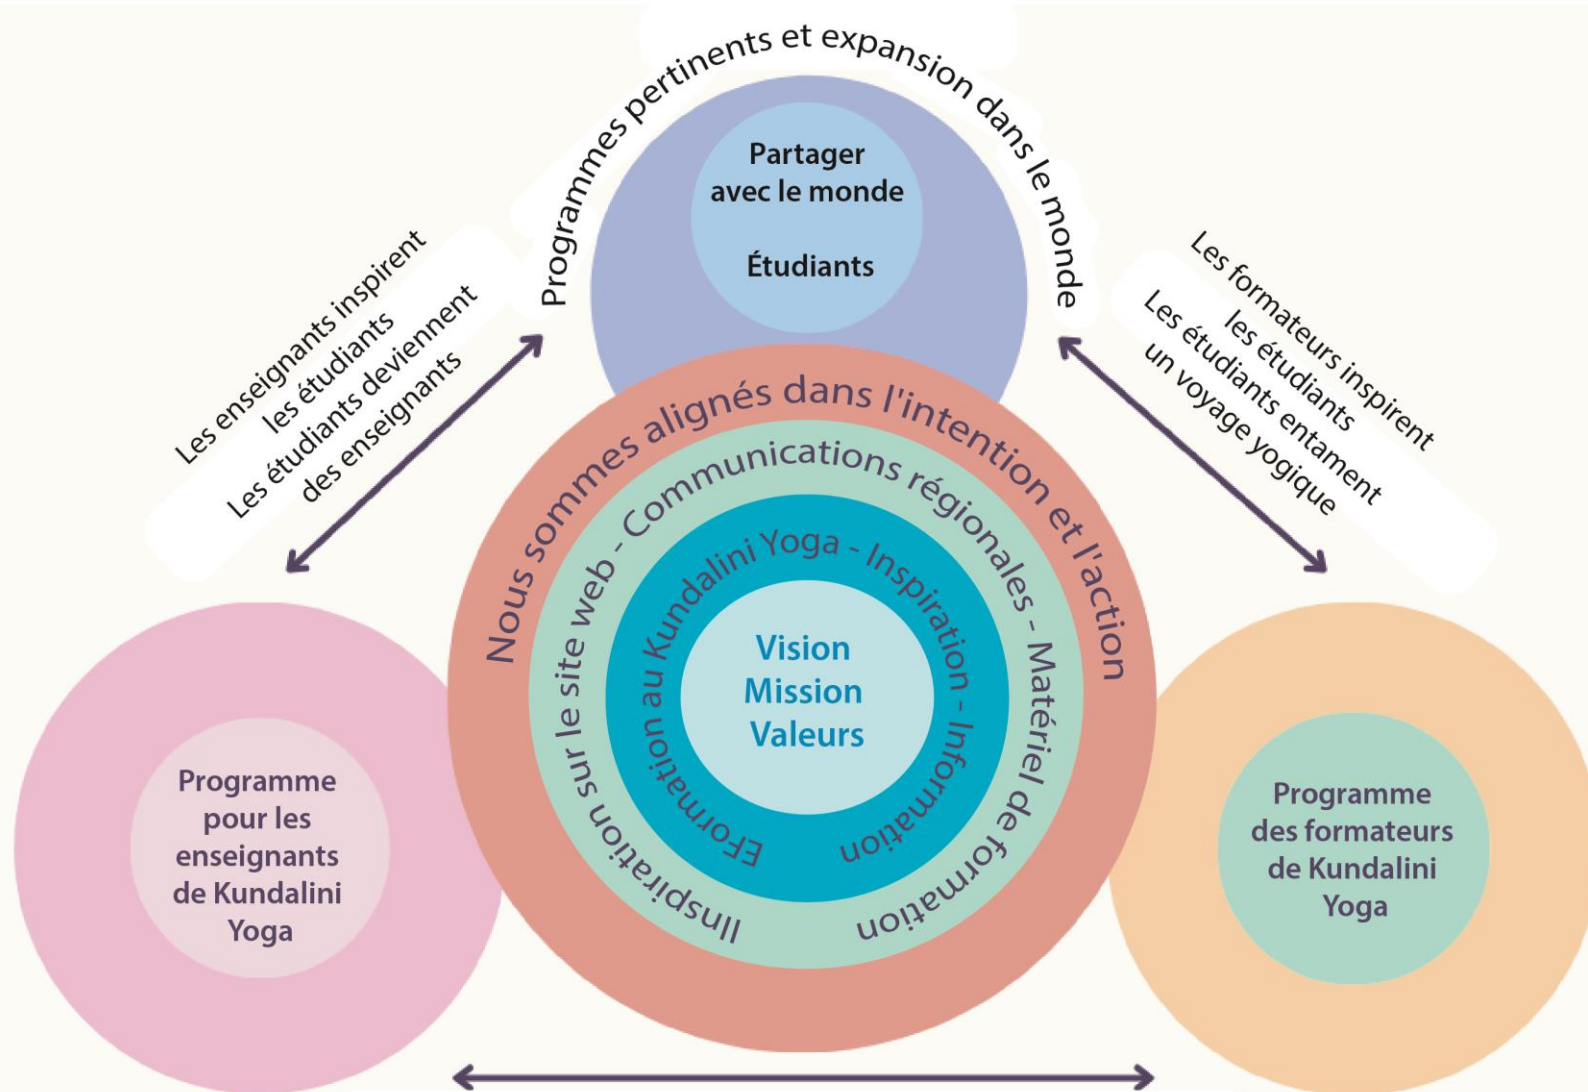 Programmes pertinents et expansion dans le monde
Partager
avec le monde
Étudiants
Les enseignants inspirent
les étudiants
Les étudiants deviennent
des enseignants
Les formateurs inspirent
les étudiants
Les étudiants entament
un voyage yogique
Nous sommes alignés dans l'intention et l'action
IInspiration sur le site web - Communications régionales - Matériel de formation
EFormation au Kundalini Yoga - Inspiration - Information
Vision
Mission
Valeurs
Programme
pour les
enseignants
de Kundalini
Yoga
Programme
des formateurs
de Kundalini
Yoga